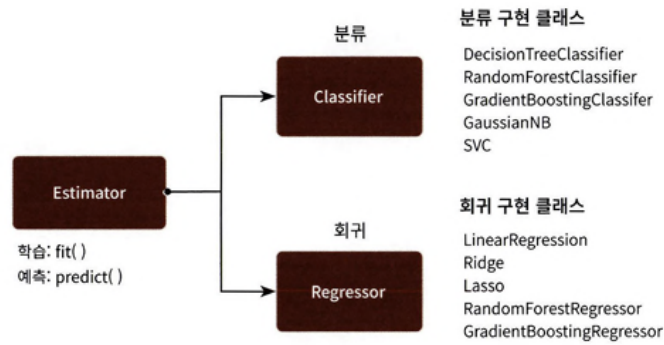 분류
Classifier
분류 구현 클래스
DecisionTreeClassifier
RandomForestClassifier
GradientBoostingClassifer
GaussianNB
SVC
Estimator
학습: fit( )
예측: predict( )
회귀
Regressor
회귀 구현 클래스
LinearRegression
Ridge
Lasso
RandomForestRegressor
GradientBoostingRegressor